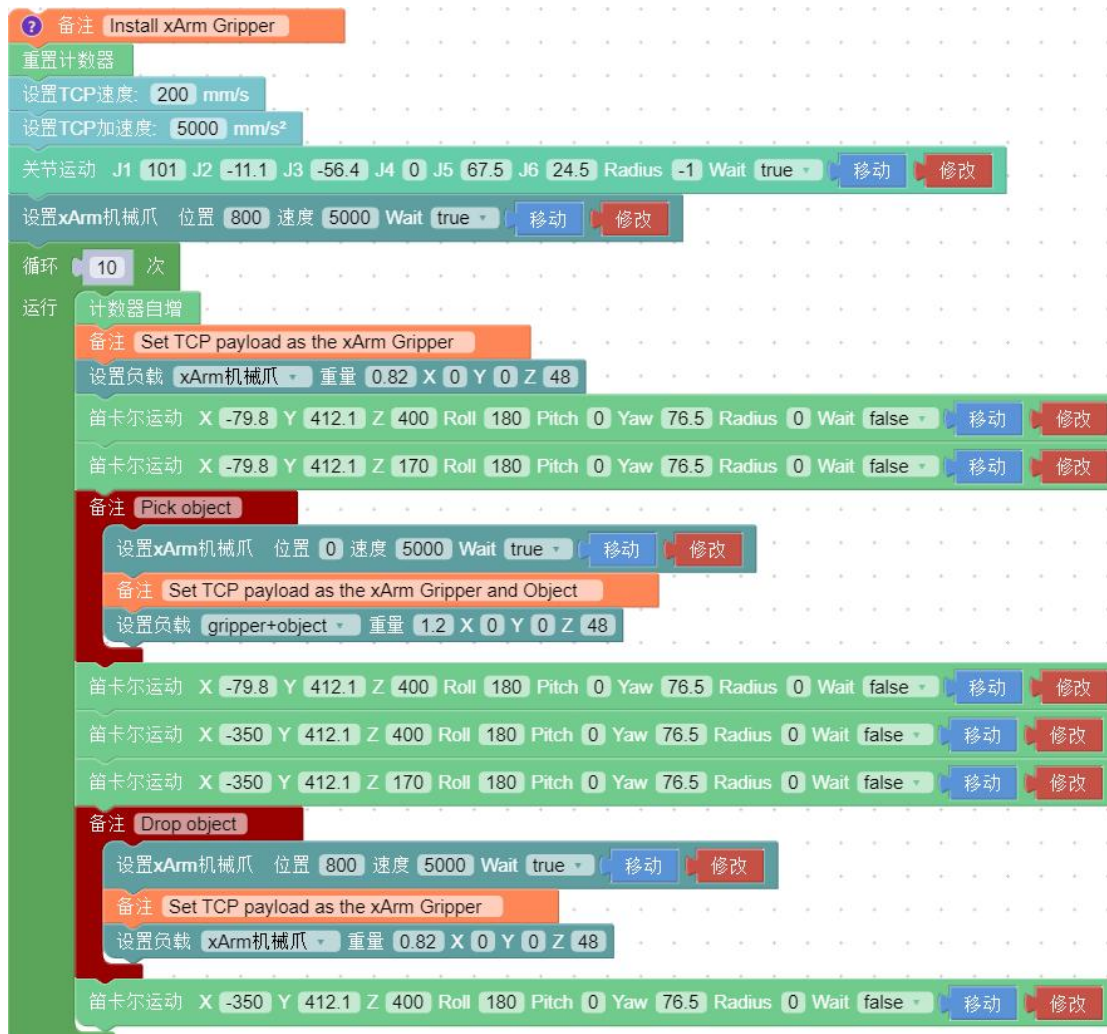 ? 备注 Install xArm Gripper
重置计数器
设置TCP速度: 200 mm/s
设置TCP加速度: 5000 mm/s²
关节运动 J1 101 J2 -11.1 J3 -56.4 J4 0 J5 67.5 J6 24.5 Radius -1 Wait true 移动 修改
设置xArm机械爪 位置 800 速度 5000 Wait true 移动 修改
循环 10 次
运行 计数器自增
备注 Set TCP payload as the xArm Gripper
设置负载 xArm机械爪 重量 0.82 X 0 Y 0 Z 48
笛卡尔运动 X -79.8 Y 412.1 Z 400 Roll 180 Pitch 0 Yaw 76.5 Radius 0 Wait false 移动 修改
笛卡尔运动 X -79.8 Y 412.1 Z 170 Roll 180 Pitch 0 Yaw 76.5 Radius 0 Wait false 移动 修改
备注 Pick object
设置xArm机械爪 位置 0 速度 5000 Wait true 移动 修改
备注 Set TCP payload as the xArm Gripper and Object
设置负载 gripper+object 重量 1.2 X 0 Y 0 Z 48
笛卡尔运动 X -79.8 Y 412.1 Z 400 Roll 180 Pitch 0 Yaw 76.5 Radius 0 Wait false 移动 修改
笛卡尔运动 X -350 Y 412.1 Z 400 Roll 180 Pitch 0 Yaw 76.5 Radius 0 Wait false 移动 修改
笛卡尔运动 X -350 Y 412.1 Z 170 Roll 180 Pitch 0 Yaw 76.5 Radius 0 Wait false 移动 修改
备注 Drop object
设置xArm机械爪 位置 800 速度 5000 Wait true 移动 修改
备注 Set TCP payload as the xArm Gripper
设置负载 xArm机械爪 重量 0.82 X 0 Y 0 Z 48
笛卡尔运动 X -350 Y 412.1 Z 400 Roll 180 Pitch 0 Yaw 76.5 Radius 0 Wait false 移动 修改